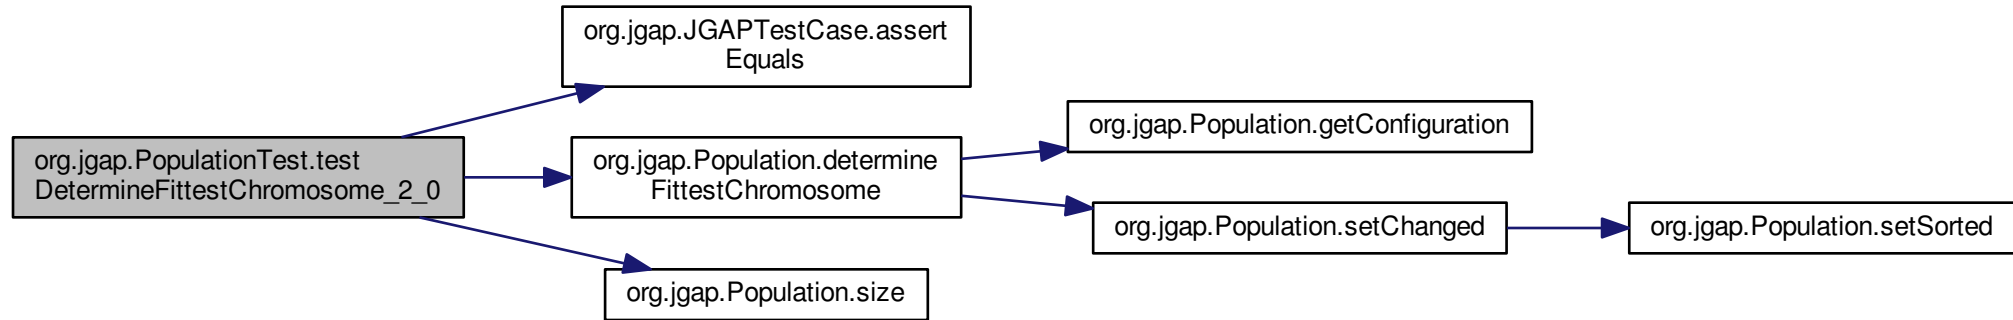 org.jgap.JGAPTestCase.assert
Equals
org.jgap.PopulationTest.test
DetermineFittestChromosome_2_0
org.jgap.Population.determine
FittestChromosome
org.jgap.Population.getConfiguration
org.jgap.Population.setChanged
org.jgap.Population.setSorted
org.jgap.Population.size